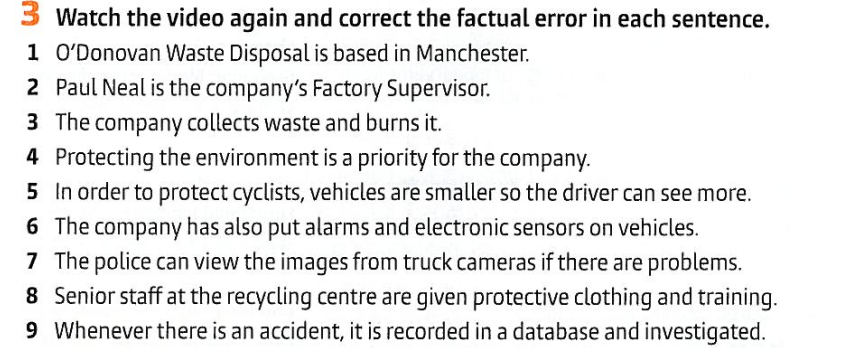 3 Watch the video again and correct the factual error in each sentence.
1 O'Donovan Waste Disposal is based in Manchester.
2 Paul Neal is the company's Factory Supervisor.
3 The company collects waste and burns it.
4 Protecting the environment is a priority for the company.
5 In order to protect cyclists, vehicles are smaller so the driver can see more.
6 The company has also put alarms and electronic sensors on vehicles.
7 The police can view the images from truck cameras if there are problems.
8 Senior staff at the recycling centre are given protective clothing and training.
9 Whenever there is an accident, it is recorded in a database and investigated.